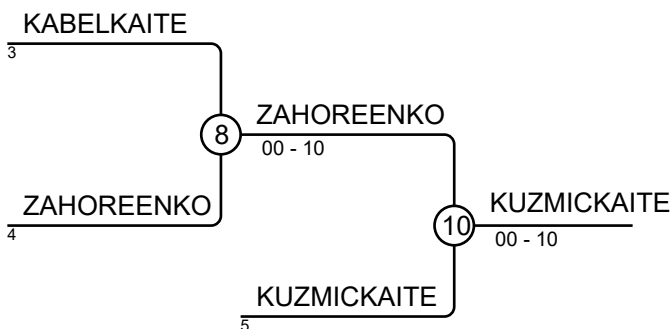 KABELKAITE
3
8
ZAHOREENKO
00 - 10
ZAHOREENKO
4
10
KUZMICKAITE
00 - 10
KUZMICKAITE
5